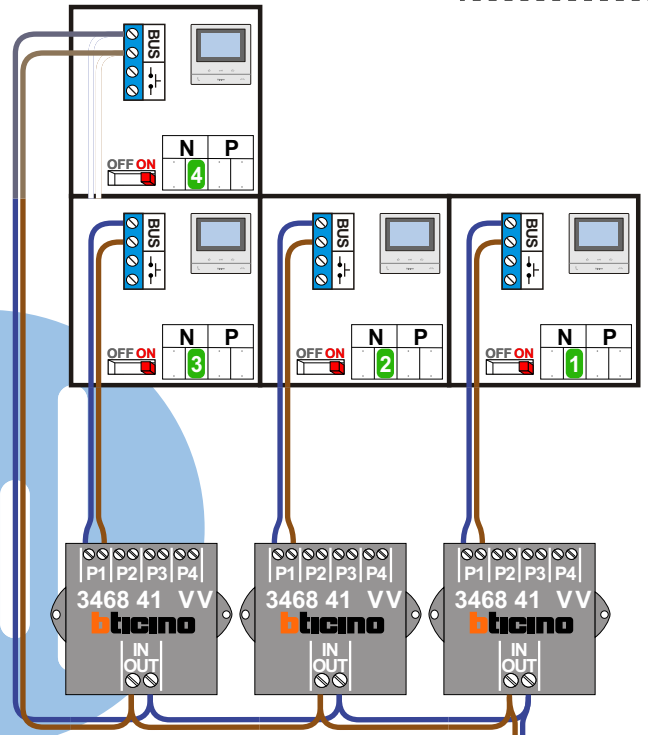 BUS
N P
4
OFF ON
BUS
BUS
BUS
N P
N P
N P
3
2
1
OFF ON
OFF ON
OFF ON
P1 P2 P3 P4
P1 P2 P3 P4
P1 P2 P3 P4
3468 41 VV
3468 41 VV
3468 41 VV
bticino
bticino
bticino
IN
OUT
IN
OUT
IN
OUT